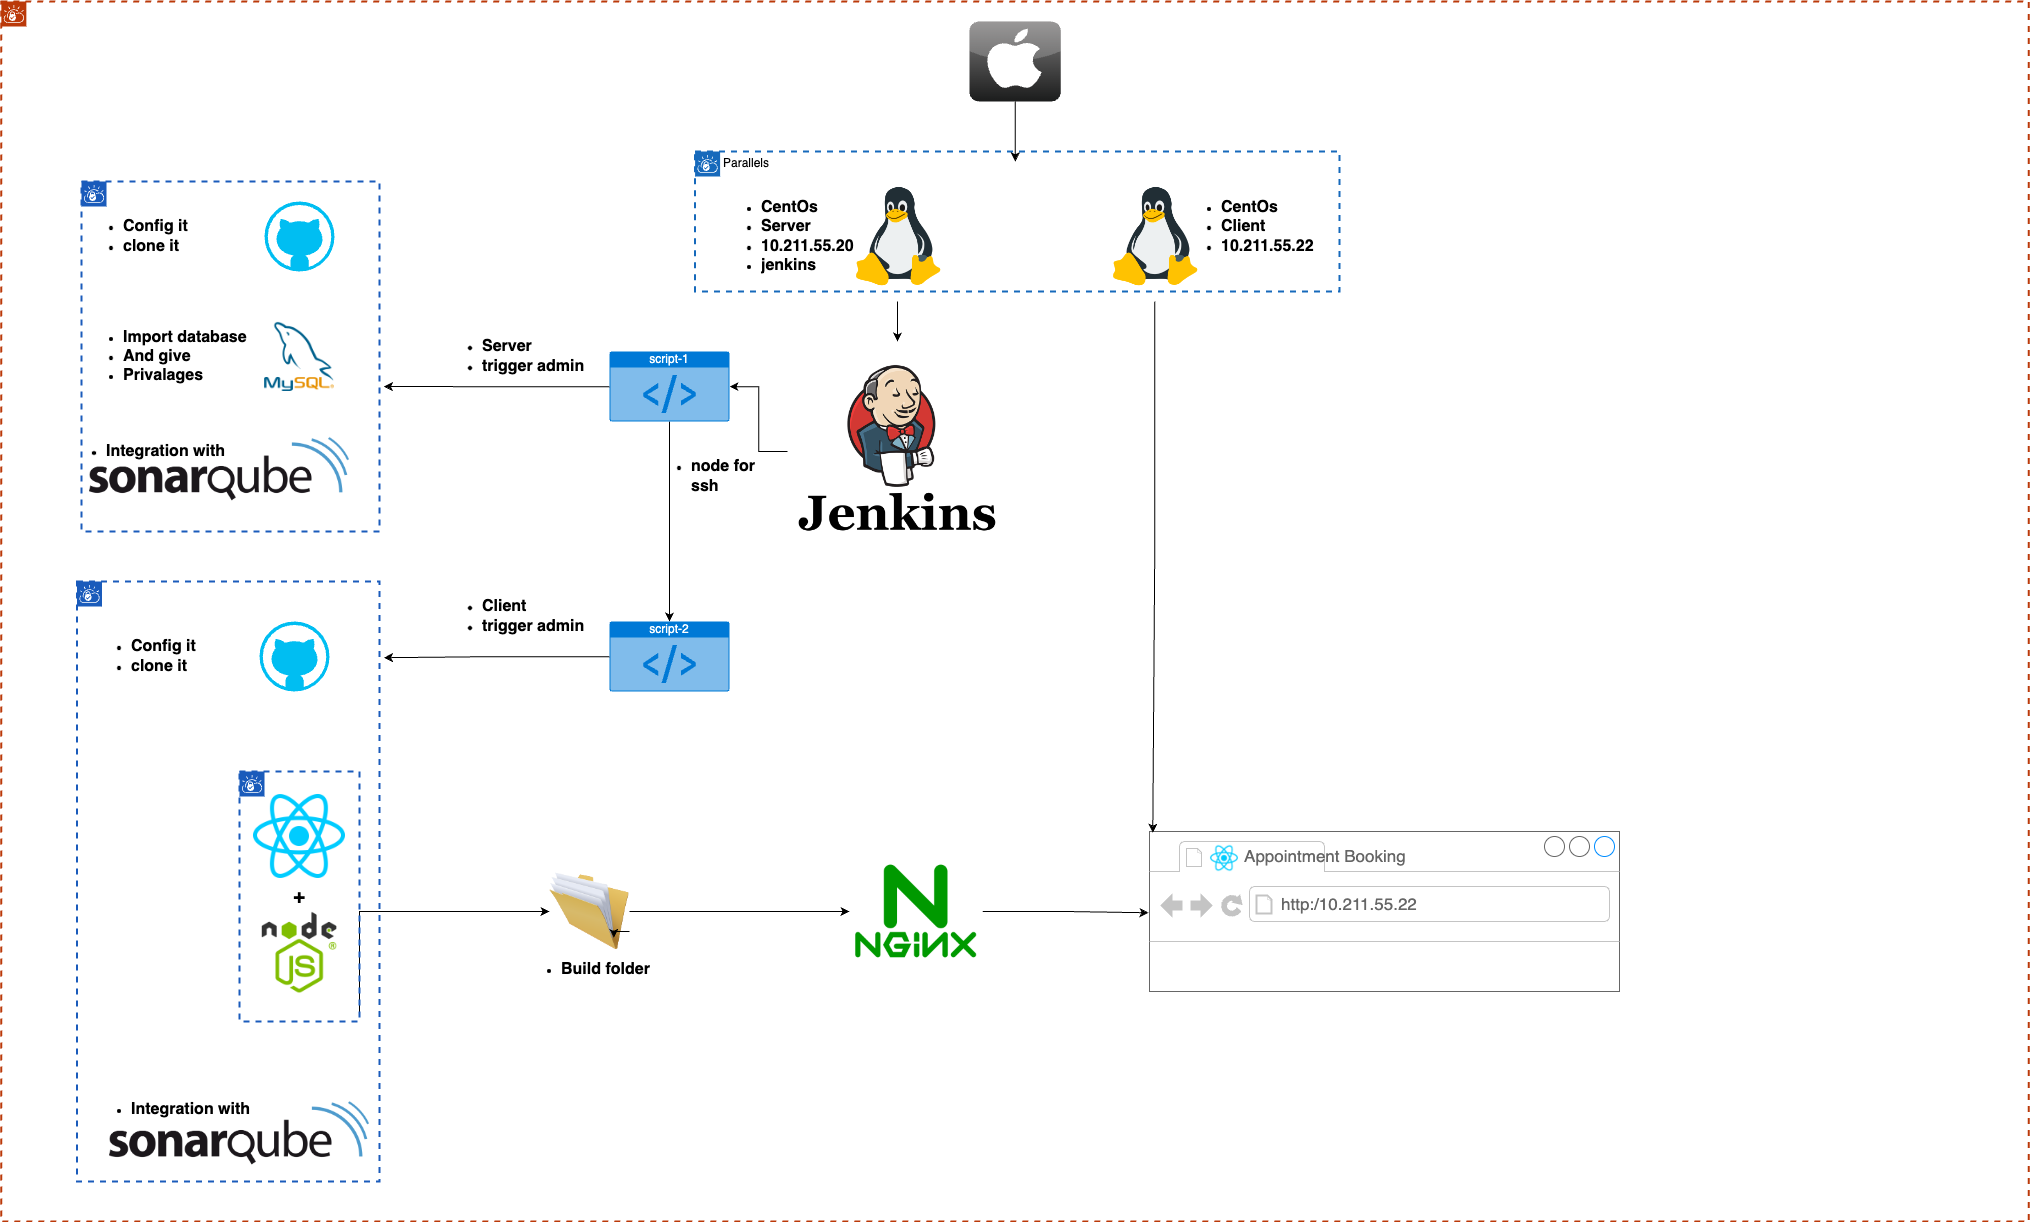 Parallels
CentOs
Server
10.211.55.20
jenkins
CentOs
Client
10.211.55.22
Config it
clone it
Import database
And give
Privalages
MySQL
Integration with
sonarqube
Server
trigger admin
script-1
</>
node for
ssh
Jenkins
Client
trigger admin
script-2
</>
Config it
clone it
+
node
JS
Build folder
NGINX
Appointment Booking
http:/10.211.55.22
Integration with
sonarqube